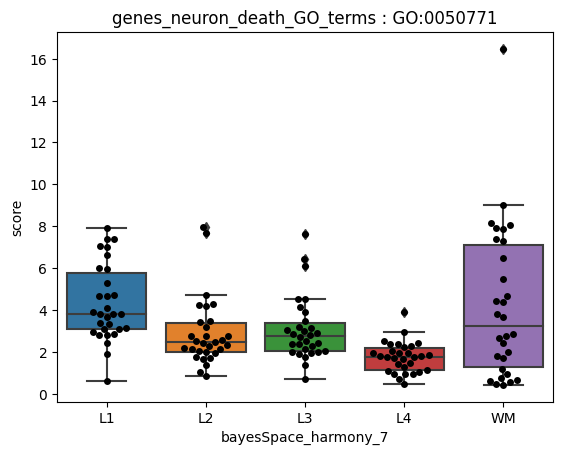 genes_neuron_death_GO_terms : GO:0050771
16
14
12
10
8
6
4
2
0
score
L1 L2 L3 L4 WM
bayesSpace_harmony_7